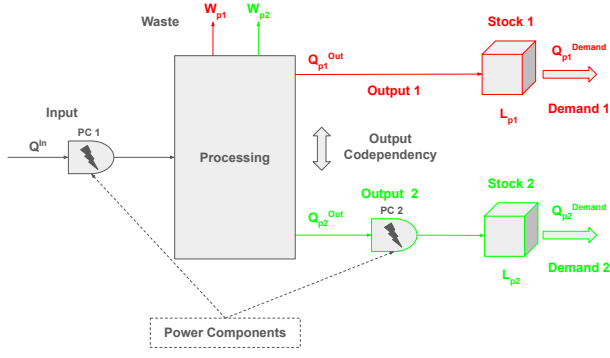 W_p1
W_p2
Waste
Stock 1
Q_p1^Out
Q_p1^Demand
Output 1
Input
L_p1
Demand 1
PC 1
Q^In
Processing
Output
Codependency
Output 2
Stock 2
Q_p2^Out
PC 2
Q_p2^Demand
Demand 2
L_p2
Power Components